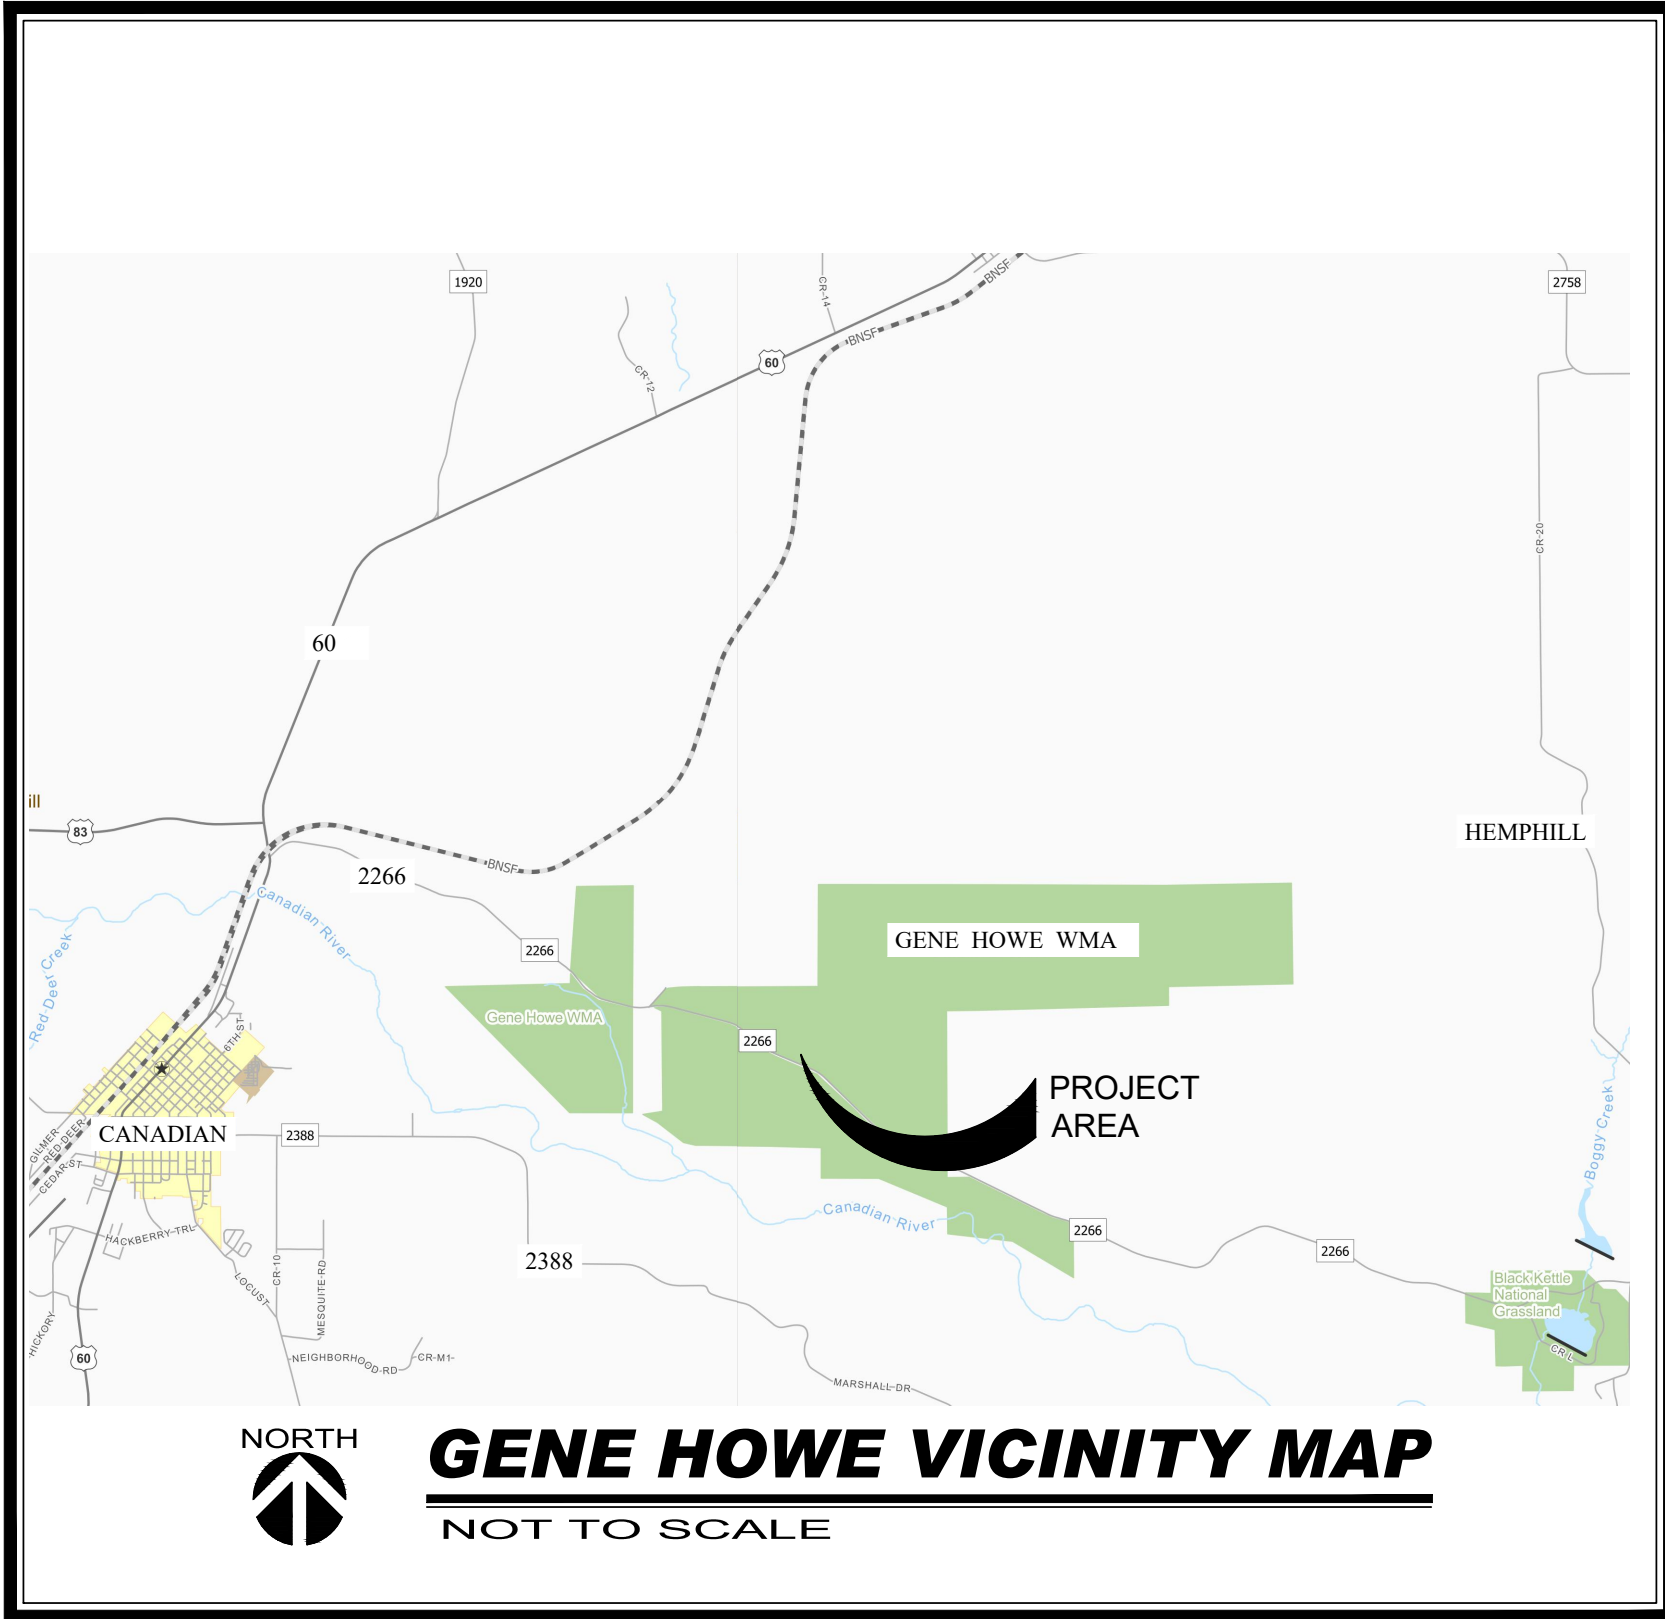 1920
CR-14
BNSF
2758
BNSF
60
CR-12
CR-20
60
ill
83
HEMPHILL
BNSF
2266
Canadian River
Red Deer Creek
2266
GENE HOWE WMA
Gene Howe WMA
2266
6TH ST
PROJECT
AREA
CANADIAN
2388
GILMER
RED DEER
CEDAR ST
Boggy Creek
Canadian River
2266
2266
HACKBERRY TRL
2388
CR-10
MESQUITE RD
LOCUST
Black Kettle
National
Grassland
HICKORY
60
NEIGHBORHOOD RD
CR-M1
CR L
MARSHALL DR
NORTH
GENE HOWE VICINITY MAP
NOT TO SCALE